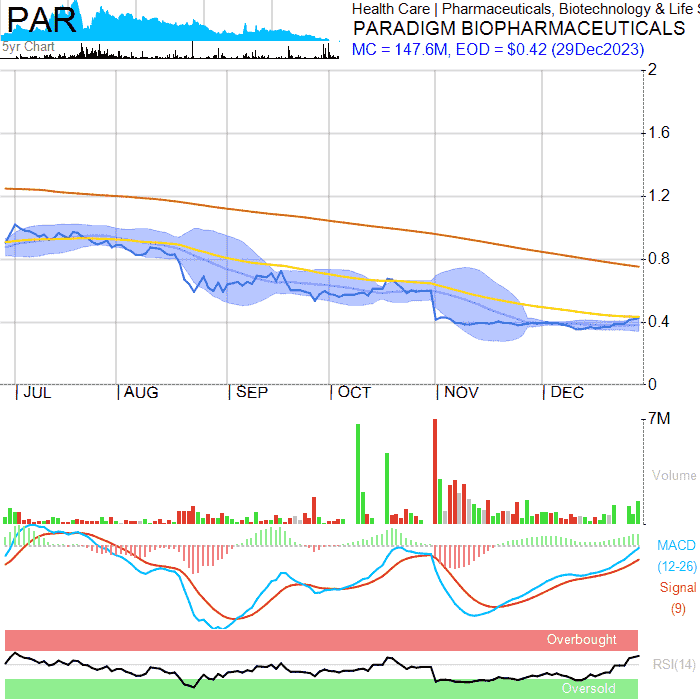 PAR
5yr Chart
Health Care | Pharmaceuticals, Biotechnology & Life S
PARADIGM BIOPHARMACEUTICALS
MC = 147.6M, EOD = $0.42 (29Dec2023)
2
1.6
1.2
0.8
0.4
0
JUL AUG SEP OCT NOV DEC
7M
Volume
MACD
(12-26)
Signal
(9)
Overbought
RSI(14)
Oversold